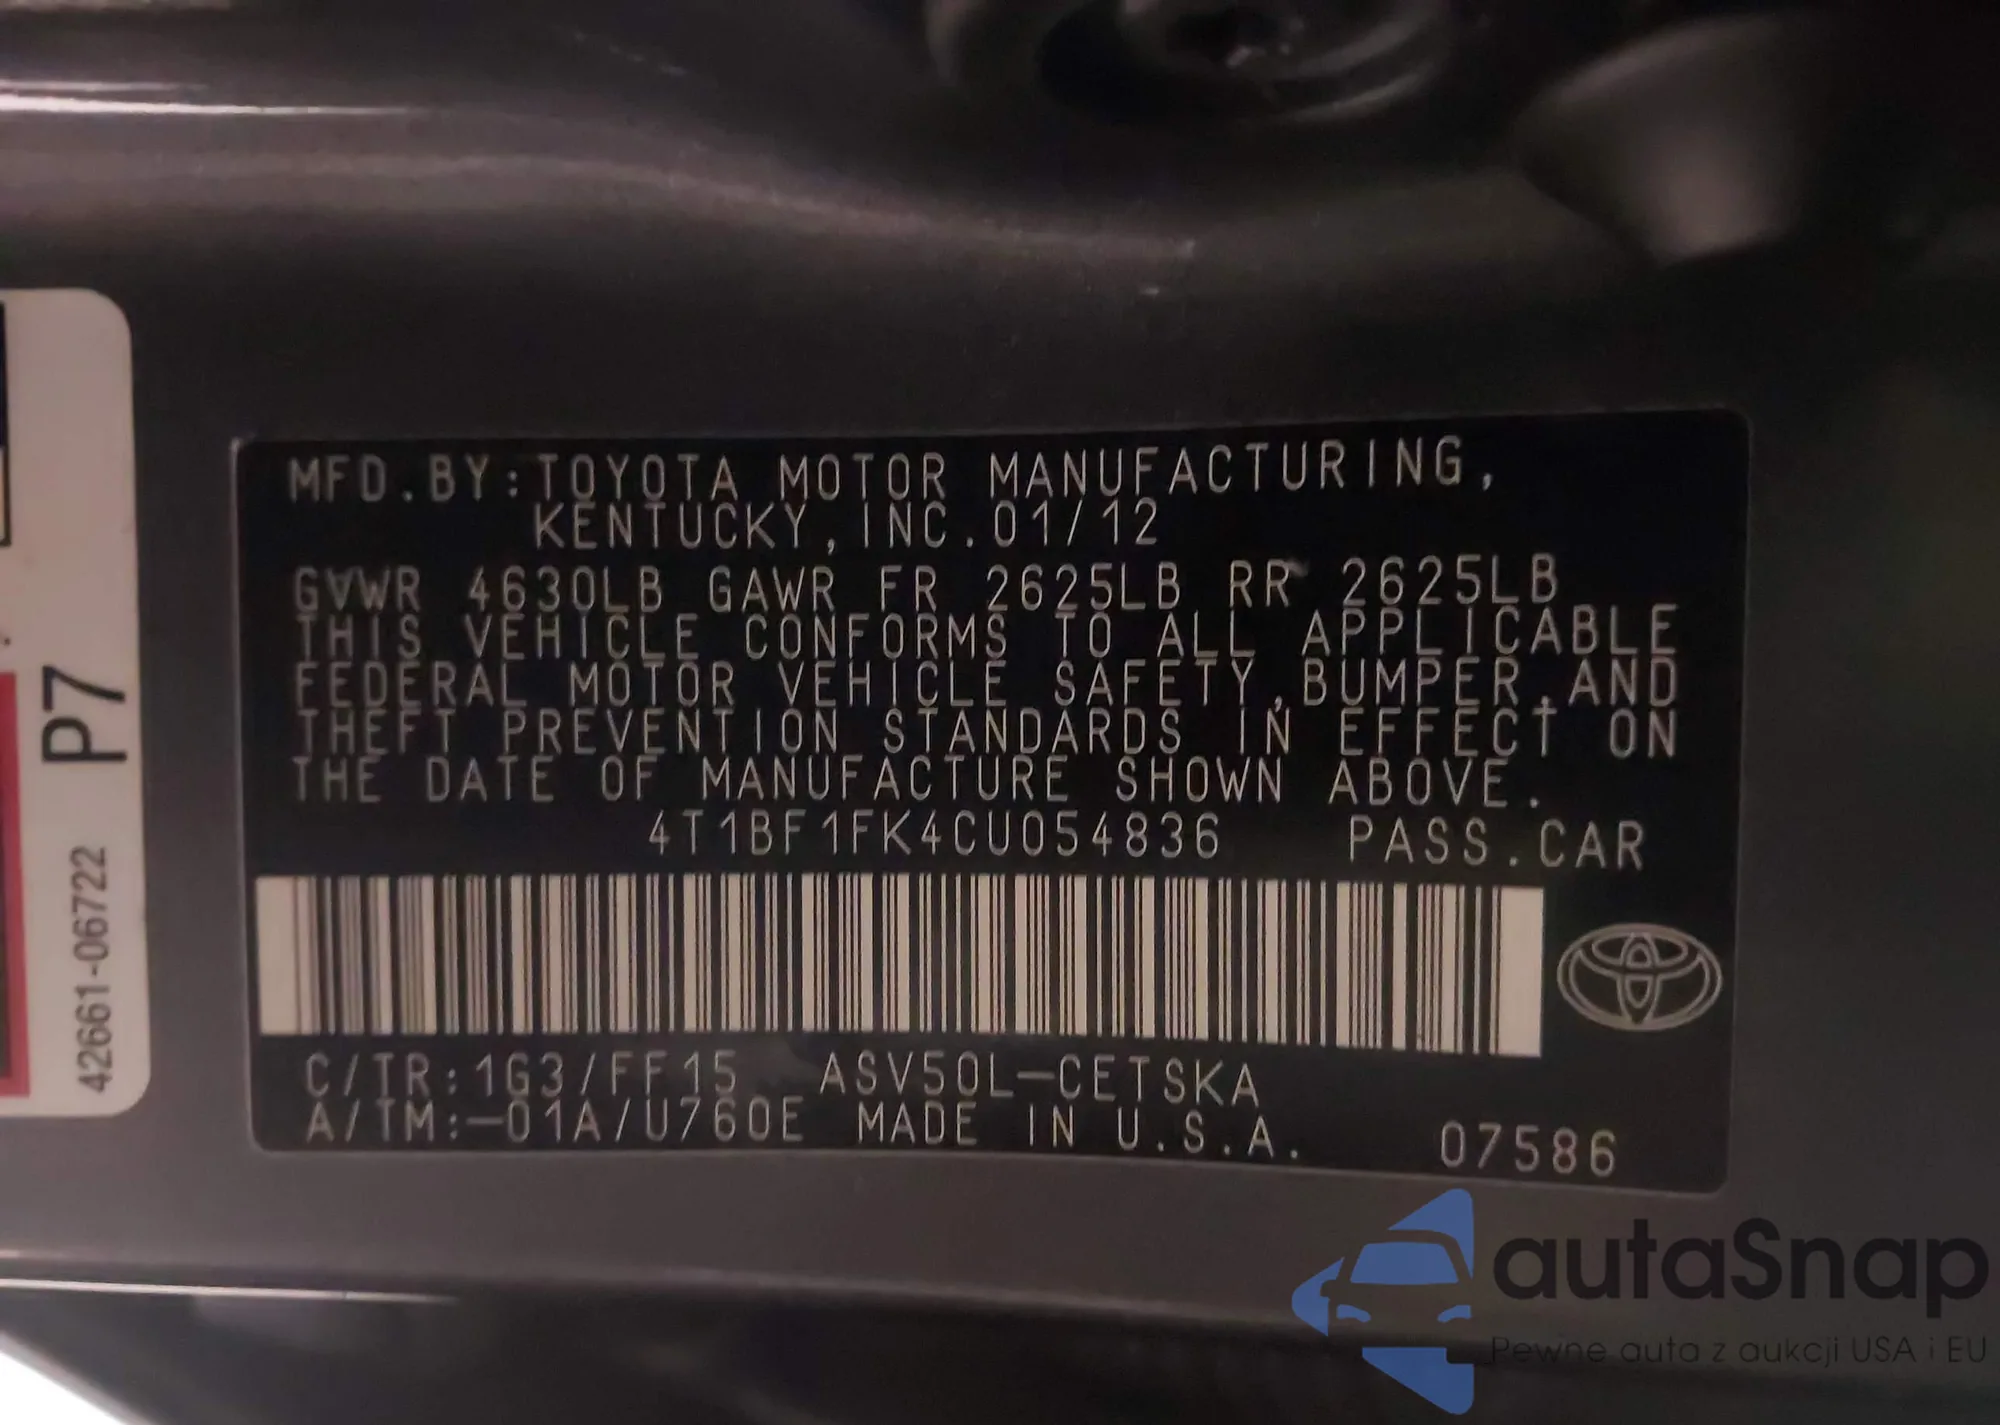 MFD.BY:TOYOTA MOTOR MANUFACTURING,
KENTUCKY,INC.01/12
GVWR 4630LB GAWR FR 2625LB RR 2625LB
THIS VEHICLE CONFORMS TO ALL APPLICABLE
FEDERAL MOTOR VEHICLE SAFETY,BUMPER,AND
THEFT PREVENTION STANDARDS IN EFFECT ON
THE DATE OF MANUFACTURE SHOWN ABOVE.
4T1BF1FK4CU054836 PASS.CAR
C/TR:1G3/FF15 ASV50L-CETSKA
A/TM:-01A/U760E MADE IN U.S.A. 07586
P7
42661-06722
autaSnap
Pewne auta z aukcji USA i EU